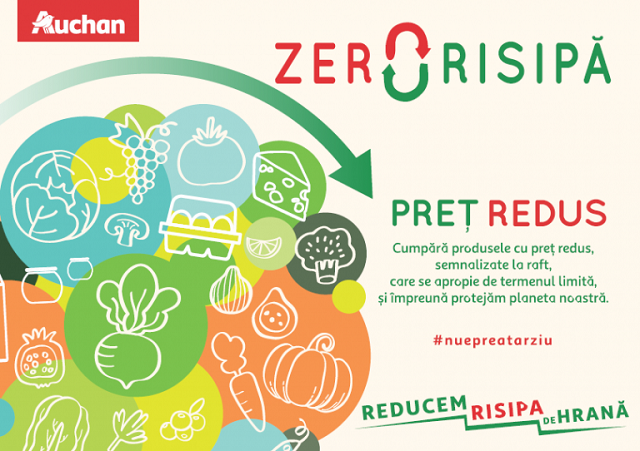 Auchan
ZERO RISIPĂ
PREȚ REDUS
Cumpără produsele cu preț redus,
semnalizate la raft,
care se apropie de termenul limită,
și împreună protejăm planeta noastră.
#nuepreatarziu
REDUCEM RISIPA DE HRANĂ